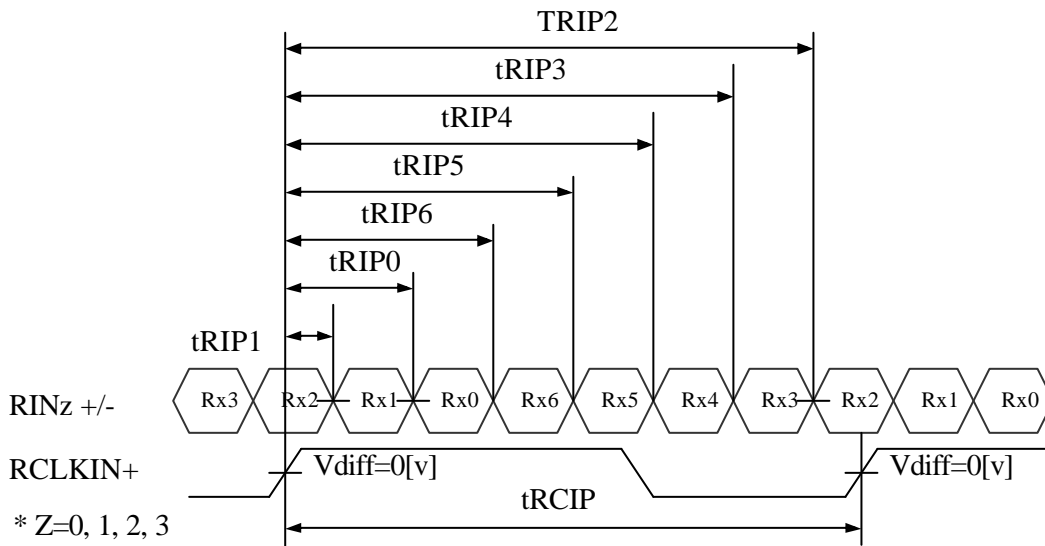 TRIP2
tRIP3
tRIP4
tRIP5
tRIP6
tRIP0
tRIP1
RINz +/- Rx3 Rx2 Rx1 Rx0 Rx6 Rx5 Rx4 Rx3 Rx2 Rx1 Rx0
RCLKIN+ Vdiff=0[v] Vdiff=0[v]
tRCIP
* Z=0, 1, 2, 3